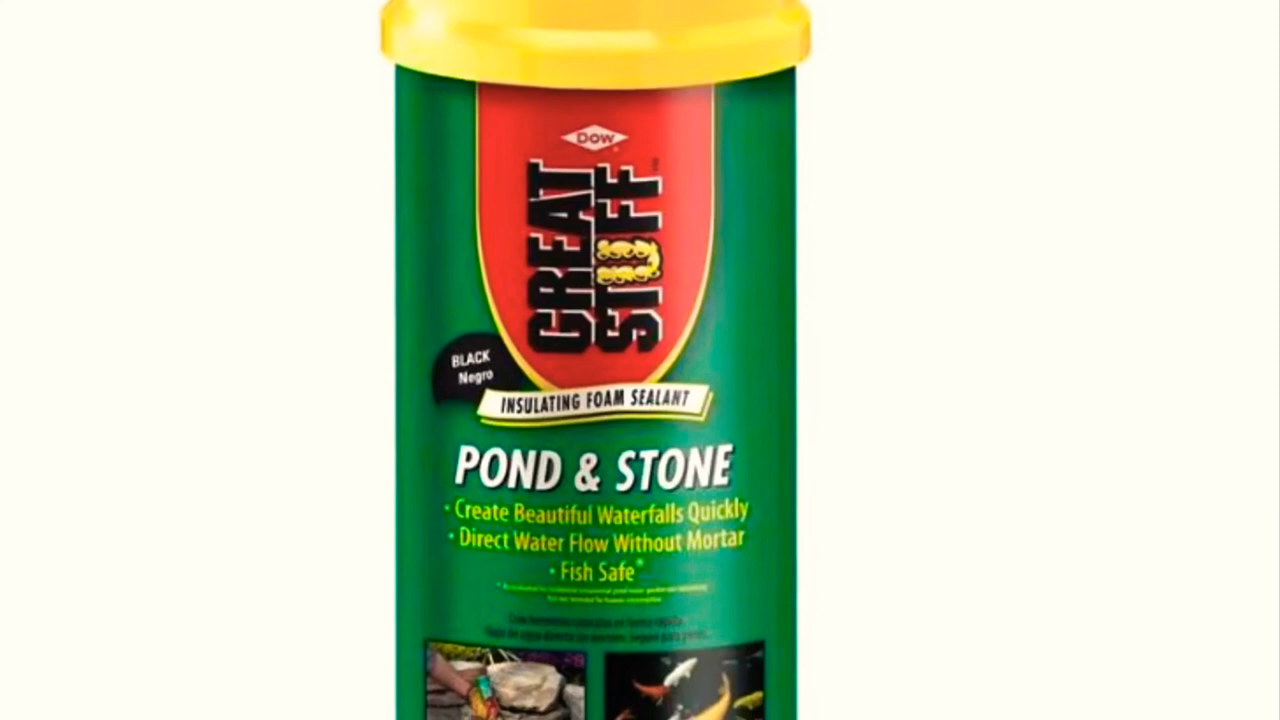 DOW
GREAT
STUFF™
BLACK
Negro
INSULATING FOAM SEALANT
POND & STONE
• Create Beautiful Waterfalls Quickly
• Direct Water Flow Without Mortar
• Fish Safe*